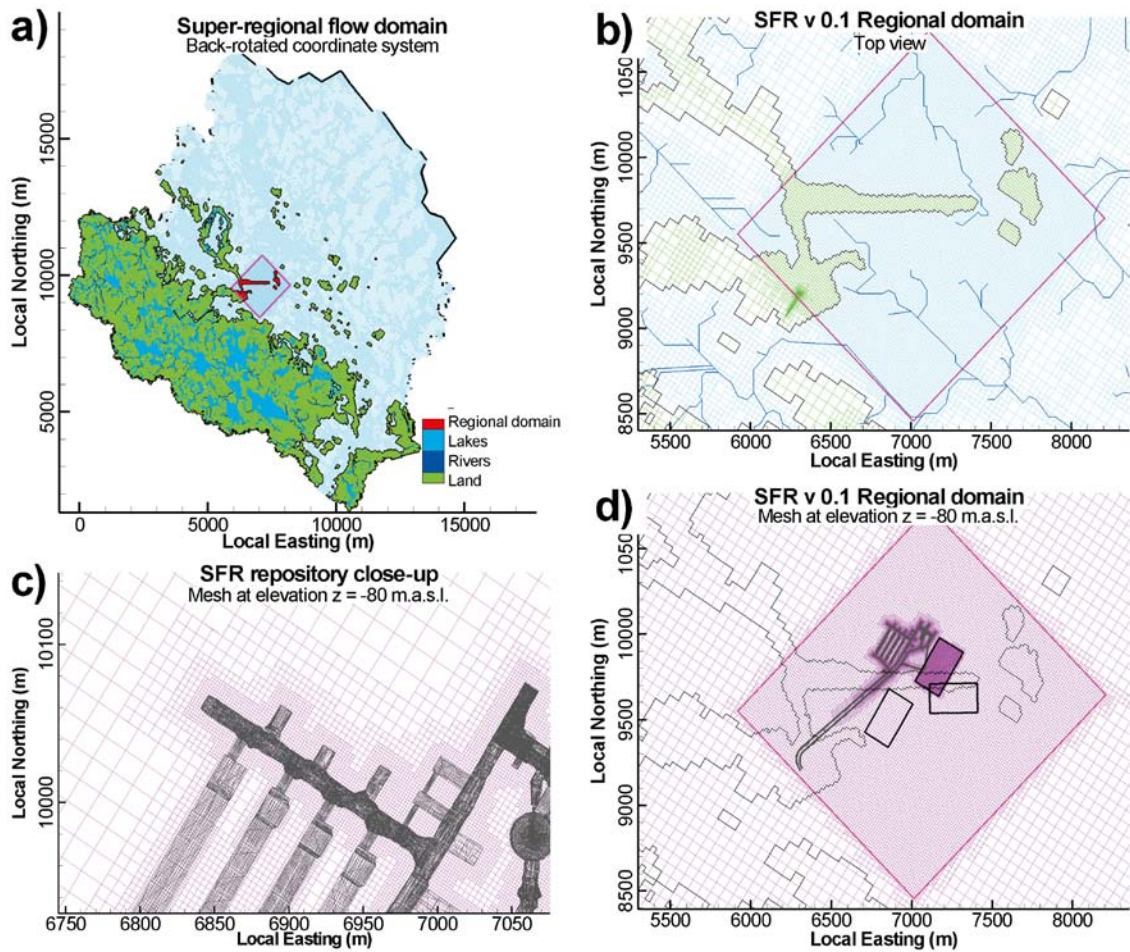 a)
Super-regional flow domain
Back-rotated coordinate system
Local Northing (m)
15000
10000
5000
0
5000
10000
15000
Local Easting (m)
Regional domain
Lakes
Rivers
Land
b)
SFR v 0.1 Regional domain
Top view
Local Northing (m)
1050
10000
9500
9000
8500
5500
6000
6500
7000
7500
8000
Local Easting (m)
c)
SFR repository close-up
Mesh at elevation z = -80 m.a.s.l.
Local Northing (m)
10100
10000
6750
6800
6850
6900
6950
7000
7050
Local Easting (m)
d)
SFR v 0.1 Regional domain
Mesh at elevation z = -80 m.a.s.l.
Local Northing (m)
1050
10000
9500
9000
8500
5500
6000
6500
7000
7500
8000
Local Easting (m)